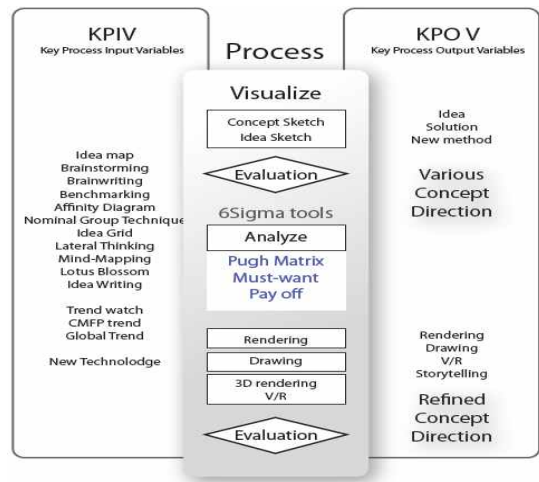 KPIV
Key Process Input Variables
Idea map
Brainstorming
Brainwriting
Benchmarking
Affinity Diagram
Nominal Group Technique
Idea Grid
Lateral Thinking
Mind-Mapping
Lotus Blossom
Idea Writing
Trend watch
CMFP trend
Global Trend
New Technolodge
Process
Visualize
Concept Sketch
Idea Sketch
Evaluation
6Sigma tools
Analyze
Pugh Matrix
Must-want
Pay off
Rendering
Drawing
3D rendering
V/R
Evaluation
KPO V
Key Process Output Variables
Idea
Solution
New method
Various
Concept
Direction
Rendering
Drawing
V/R
Storytelling
Refined
Concept
Direction